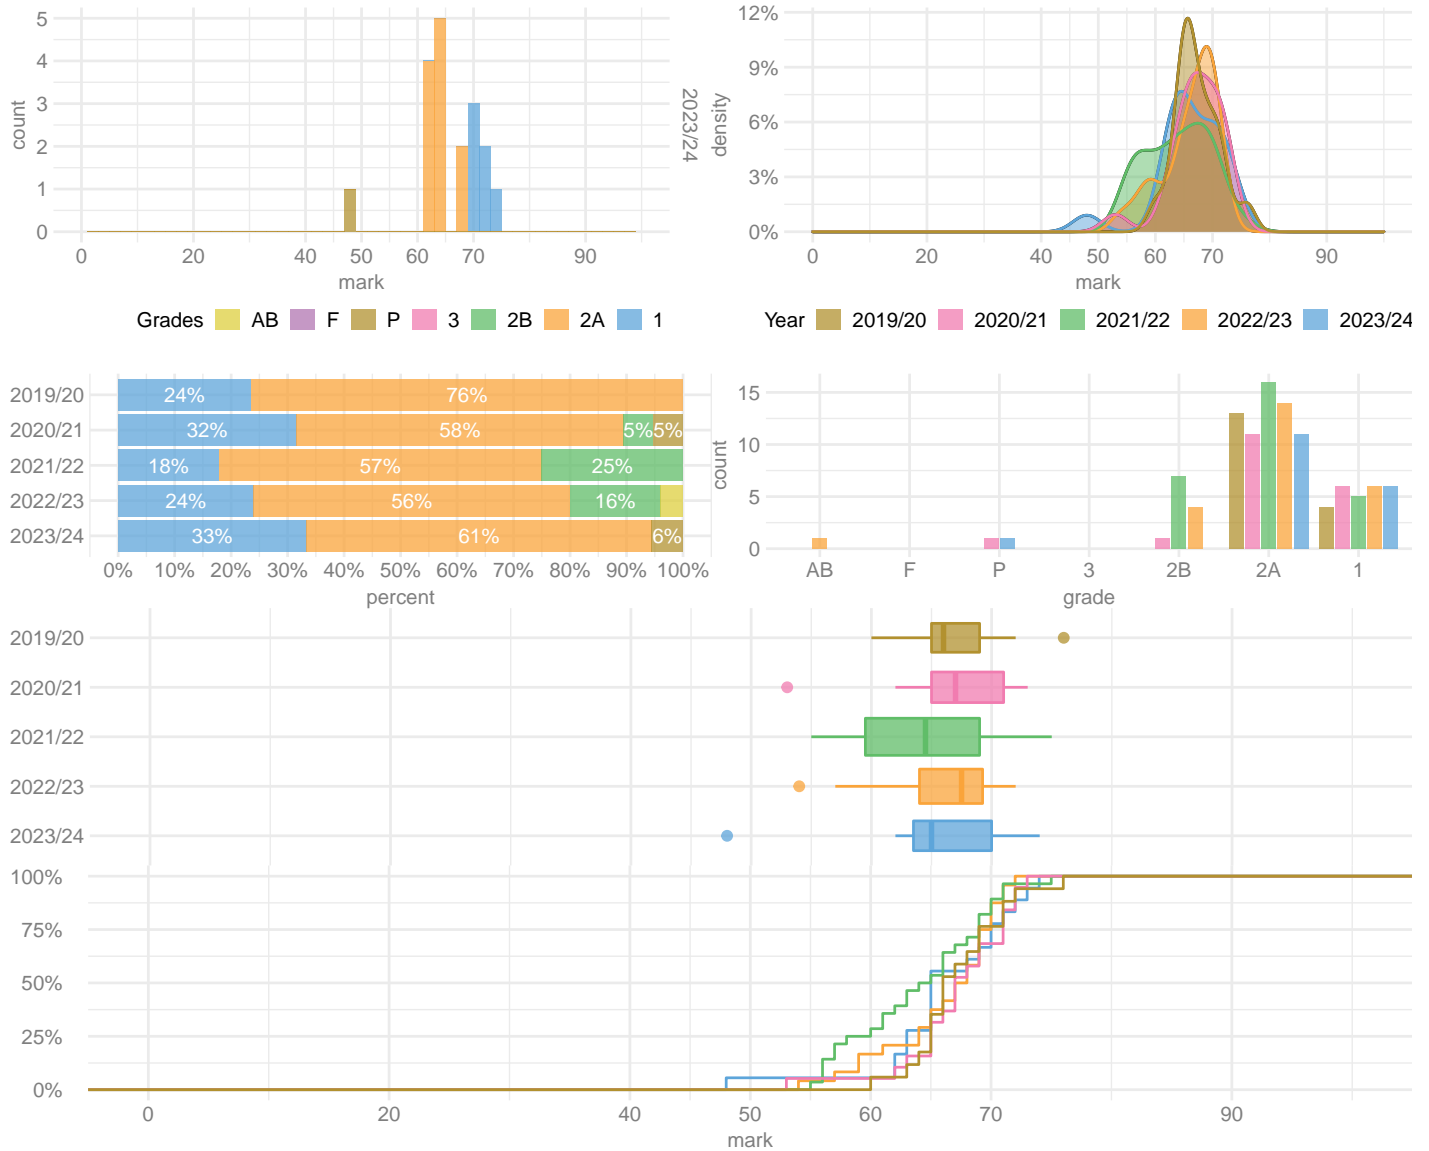 5
4
3
2
1
0
count
0 20 40 50 60 70 90
mark
2023/24
12%
9%
6%
3%
0%
density
0 20 40 50 60 70 90
mark
Grades AB F P 3 2B 2A 1
Year 2019/20 2020/21 2021/22 2022/23 2023/24
2019/20 24% 76%
2020/21 32% 58% 5% 5%
2021/22 18% 57% 25%
2022/23 24% 56% 16%
2023/24 33% 61% 6%
0% 10% 20% 30% 40% 50% 60% 70% 80% 90% 100%
percent
15
10
5
0
count
AB F P 3 2B 2A 1
grade
2019/20
2020/21
2021/22
2022/23
2023/24
100%
75%
50%
25%
0%
0 20 40 50 60 70 90
mark